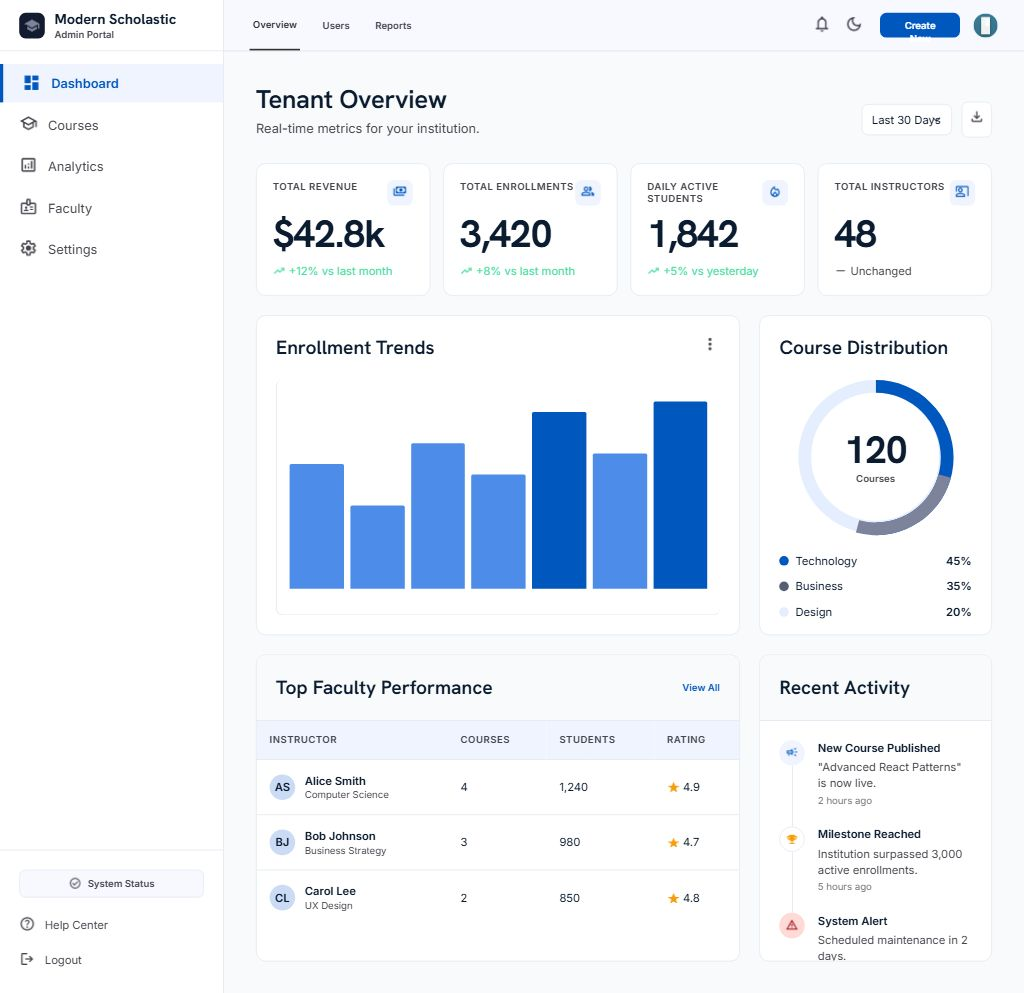 Modern Scholastic
Admin Portal
Overview
Users
Reports
Create
New
Dashboard
Courses
Analytics
Faculty
Settings
System Status
Help Center
Logout
Tenant Overview
Real-time metrics for your institution.
Last 30 Days
TOTAL REVENUE
$42.8k
+12% vs last month
TOTAL ENROLLMENTS
3,420
+8% vs last month
DAILY ACTIVE
STUDENTS
1,842
+5% vs yesterday
TOTAL INSTRUCTORS
48
Unchanged
Enrollment Trends
Course Distribution
120
Courses
Technology 45%
Business 35%
Design 20%
Top Faculty Performance
View All
INSTRUCTOR COURSES STUDENTS RATING
AS Alice Smith
Computer Science
4 1,240 4.9
BJ Bob Johnson
Business Strategy
3 980 4.7
CL Carol Lee
UX Design
2 850 4.8
Recent Activity
New Course Published
"Advanced React Patterns"
is now live.
2 hours ago
Milestone Reached
Institution surpassed 3,000
active enrollments.
5 hours ago
System Alert
Scheduled maintenance in 2
days.